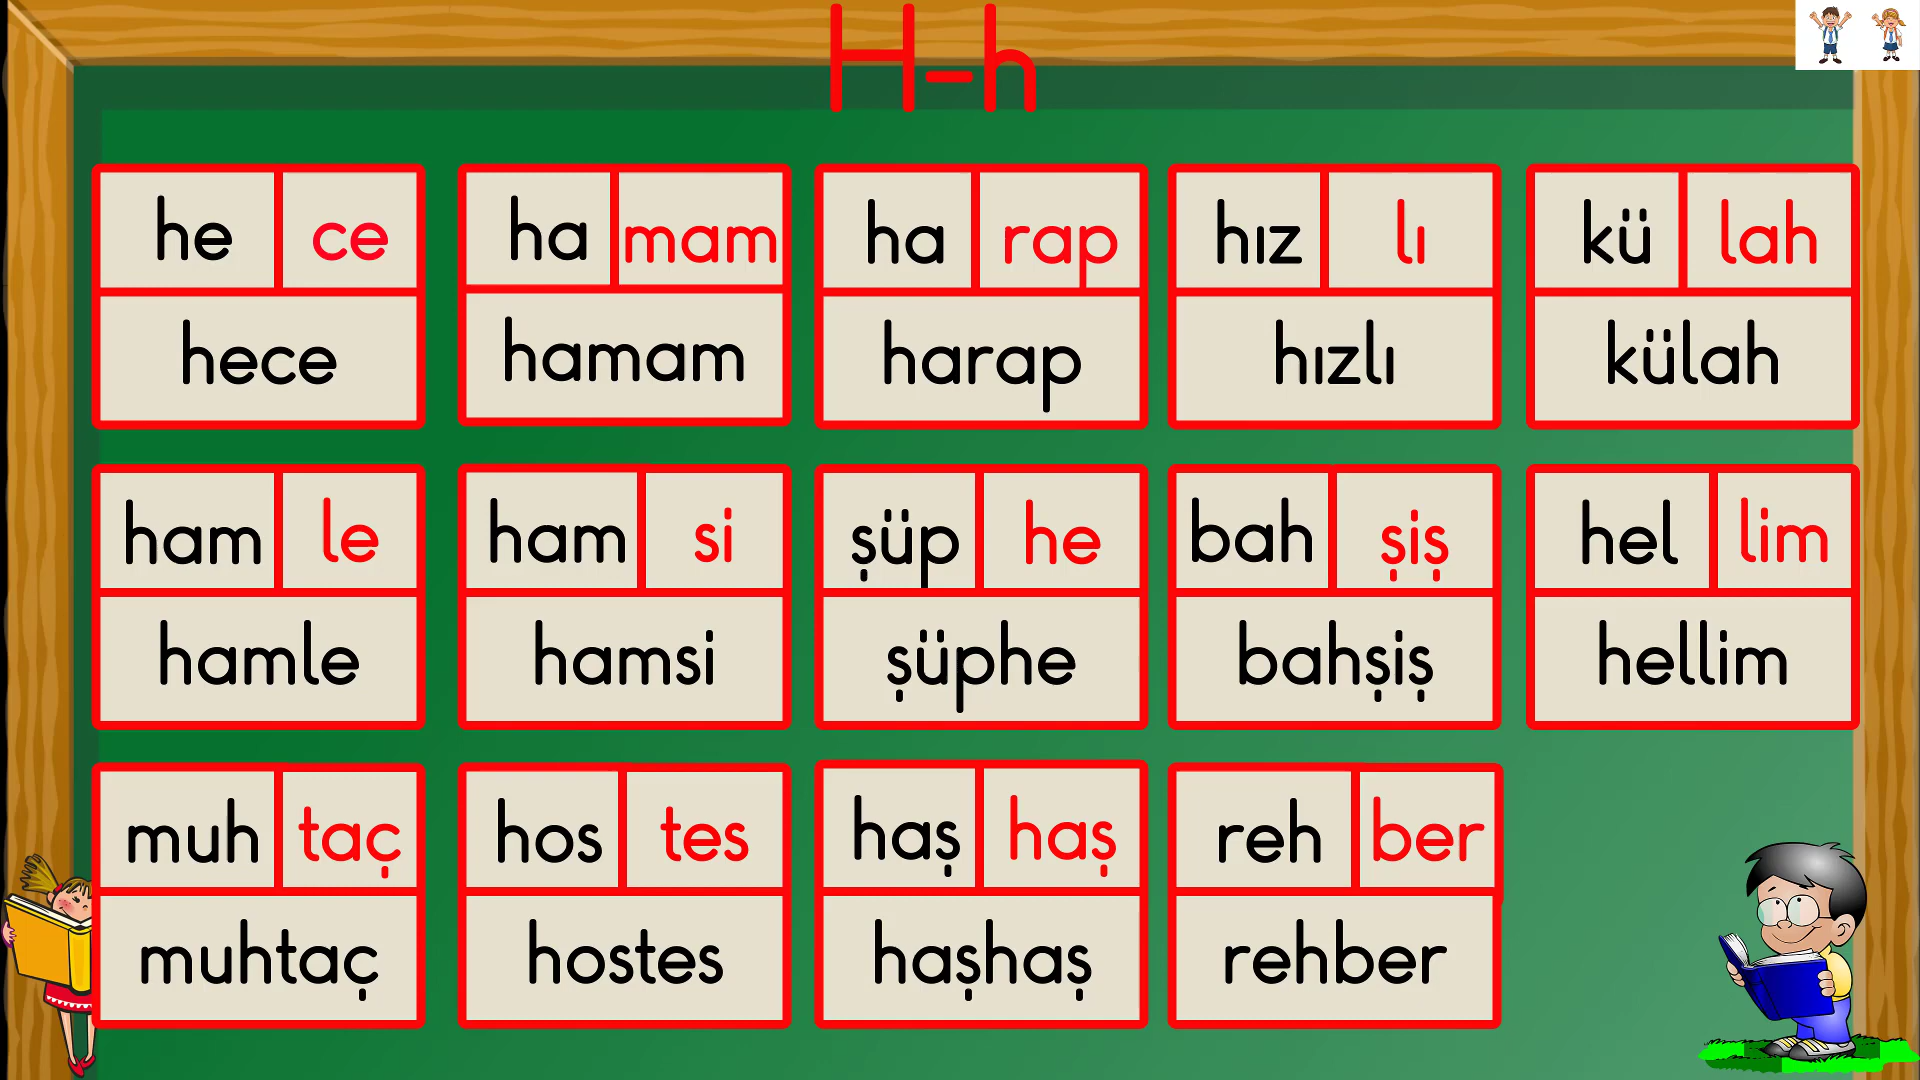 H-h
he ce ha mam ha rap hız lı kü lah
hece hamam harap hızlı külah
ham le ham si şüp he bah şiş hel lim
hamle hamsi şüphe bahşiş hellim
muh taç hos tes haş haş reh ber
muhtaç hostes haşhaş rehber